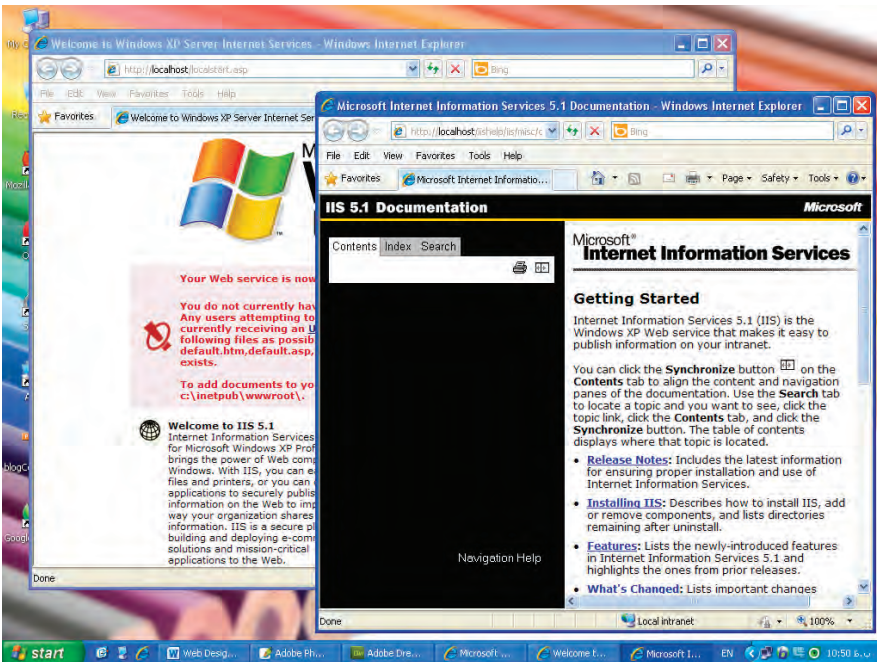 Welcome to Windows XP Server Internet Services - Windows Internet Explorer
http://localhost/localstart.asp
Bing
File Edit View Favorites Tools Help
Favorites
Welcome to Windows XP Server Internet Ser
Your Web service is now
You do not currently hav
Any users attempting to
currently receiving an U
following files as possib
default.htm,default.asp,
exists.
To add documents to yo
c:\inetpub\wwwroot\.
Welcome to IIS 5.1
Internet Information Services
for Microsoft Windows XP Prof
brings the power of Web comp
Windows. With IIS, you can ea
files and printers, or you can
applications to securely publis
information on the Web to imp
way your organization shares
information. IIS is a secure pl
building and deploying e-comm
solutions and mission-critical
applications to the Web.
Done
Microsoft Internet Information Services 5.1 Documentation - Windows Internet Explorer
http://localhost/iishelp/iis/misc/c
Bing
File Edit View Favorites Tools Help
Favorites
Microsoft Internet Informatio...
Page Safety Tools
IIS 5.1 Documentation
Microsoft
Contents Index Search
Navigation Help
Microsoft®
Internet Information Services
Getting Started
Internet Information Services 5.1 (IIS) is the
Windows XP Web service that makes it easy to
publish information on your intranet.
You can click the Synchronize button on the
Contents tab to align the content and navigation
panes of the documentation. Use the Search tab
to locate a topic and you want to see, click the
topic link, click the Contents tab, and click the
Synchronize button. The table of contents
displays where that topic is located.
• Release Notes: Includes the latest information
for ensuring proper installation and use of
Internet Information Services.
• Installing IIS: Describes how to install IIS, add
or remove components, and lists directories
remaining after uninstall.
• Features: Lists the newly-introduced features
in Internet Information Services 5.1 and
highlights the ones from prior releases.
• What's Changed: Lists important changes
Done
Local intranet
100%
start
Web Desig...
Adobe Ph...
Adobe Dre...
Microsoft ...
Welcome t...
Microsoft I...
EN
10:50